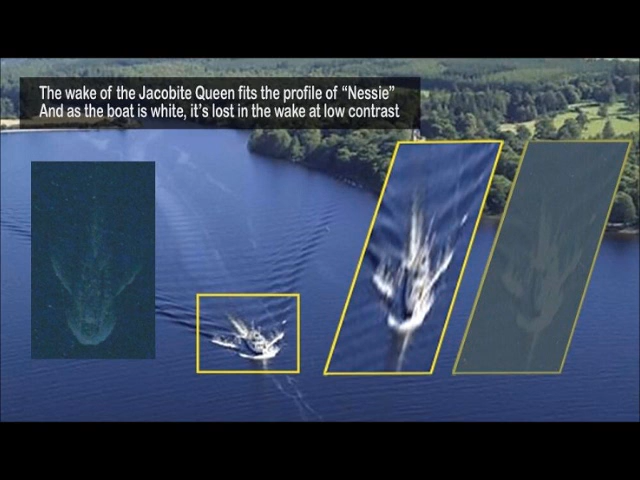 The wake of the Jacobite Queen fits the profile of “Nessie”
And as the boat is white, it’s lost in the wake at low contrast